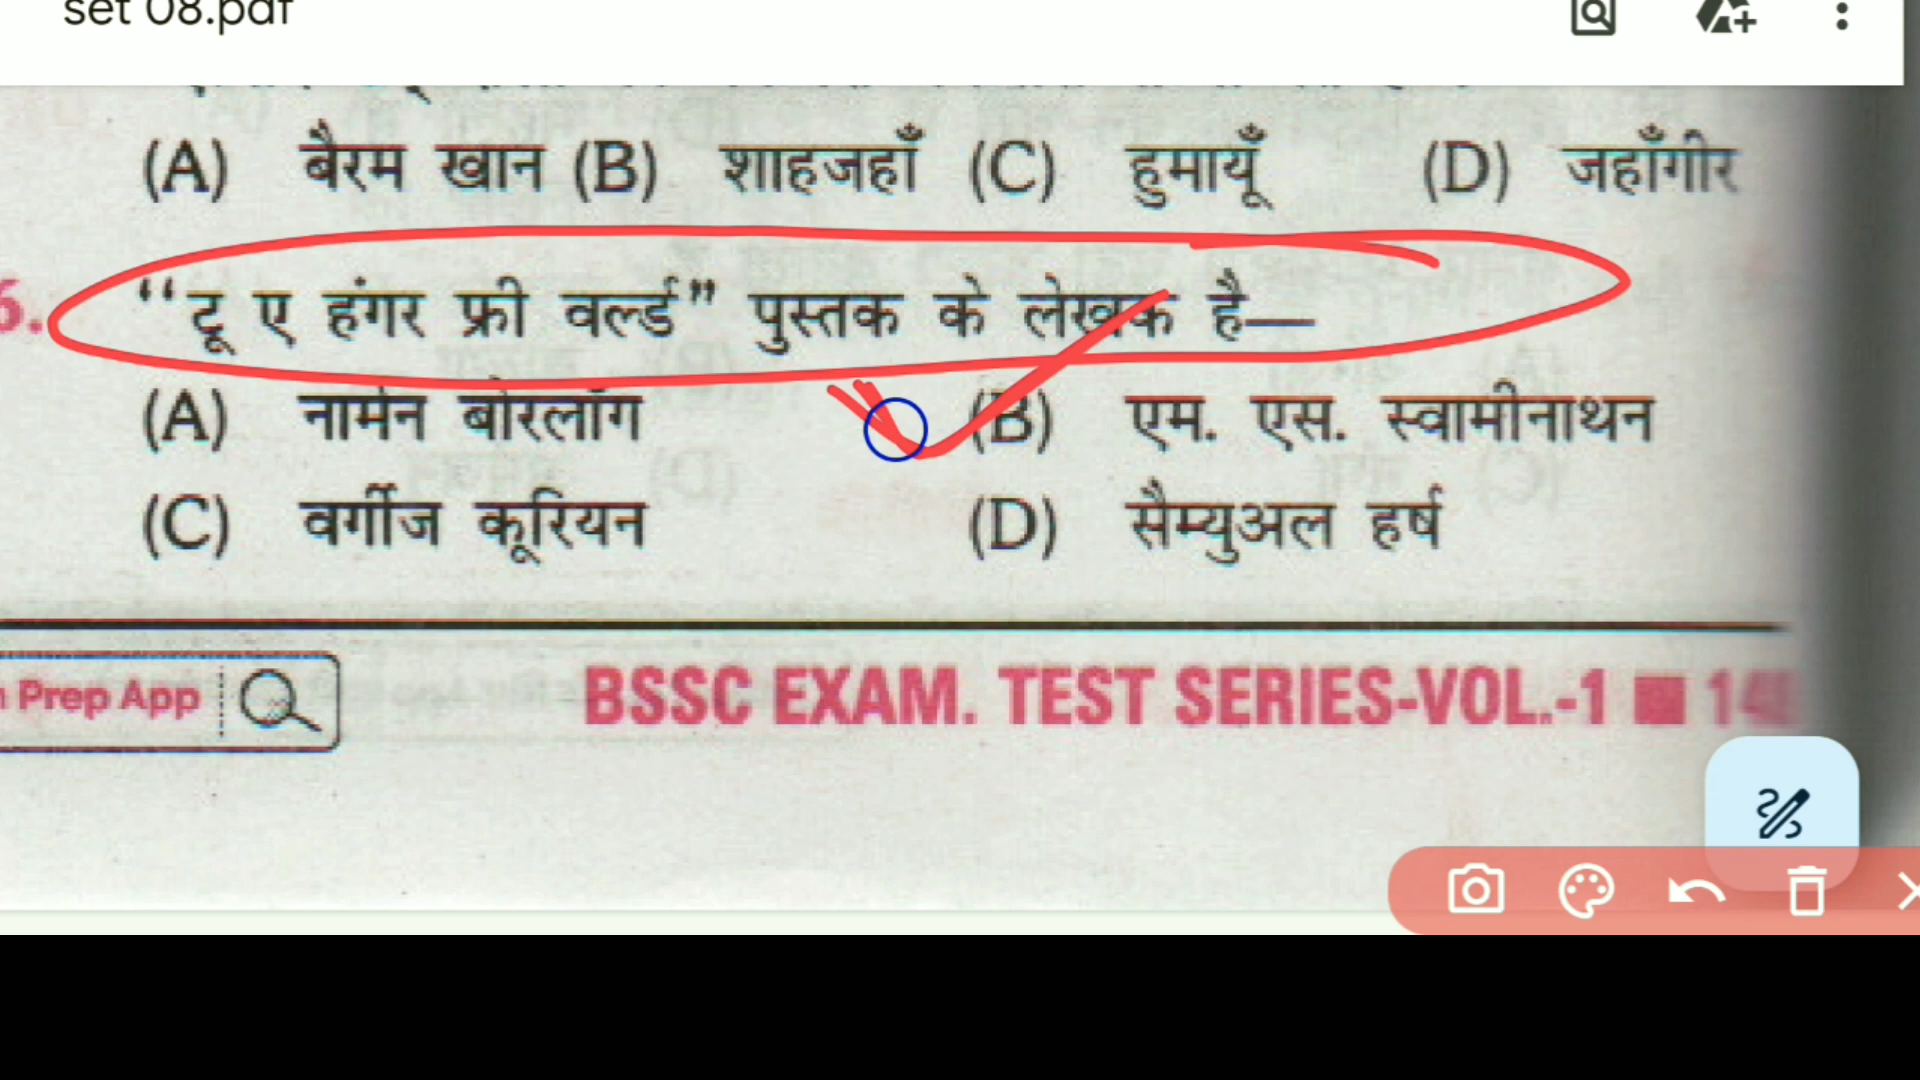 set 08.pdf
(A) बैरम खान (B) शाहजहाँ (C) हुमायूँ (D) जहाँगीर
6. ‘‘टू ए हंगर फ्री वर्ल्ड” पुस्तक के लेखक है—
(A) नार्मन बोरलॉग (B) एम. एस. स्वामीनाथन
(C) वर्गीज कूरियन (D) सैम्युअल हर्ष
Prep App
BSSC EXAM. TEST SERIES-VOL.-1 ■